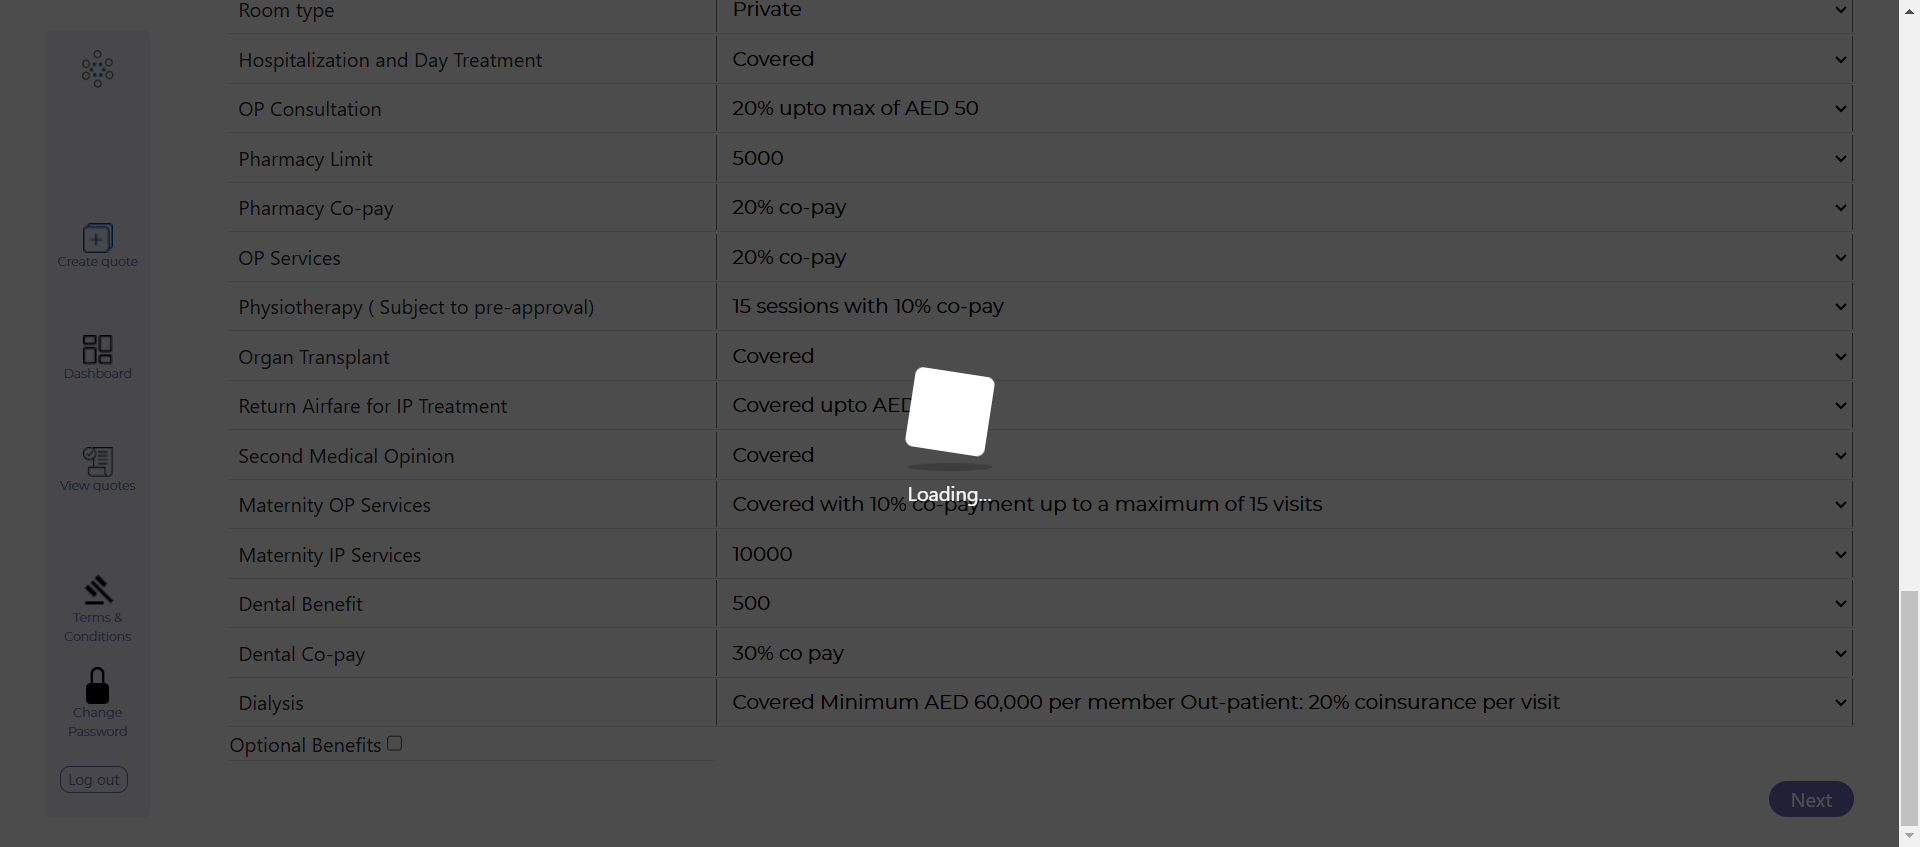 Room type Private
Hospitalization and Day Treatment Covered
OP Consultation 20% upto max of AED 50
Pharmacy Limit 5000
Pharmacy Co-pay 20% co-pay
OP Services 20% co-pay
Physiotherapy ( Subject to pre-approval) 15 sessions with 10% co-pay
Organ Transplant Covered
Return Airfare for IP Treatment Covered upto AED
Second Medical Opinion Covered
Maternity OP Services Covered with 10% co-payment up to a maximum of 15 visits
Maternity IP Services 10000
Dental Benefit 500
Dental Co-pay 30% co pay
Dialysis Covered Minimum AED 60,000 per member Out-patient: 20% coinsurance per visit
Optional Benefits
Next
Loading...
Create quote
Dashboard
View quotes
Terms &
Conditions
Change
Password
Log out